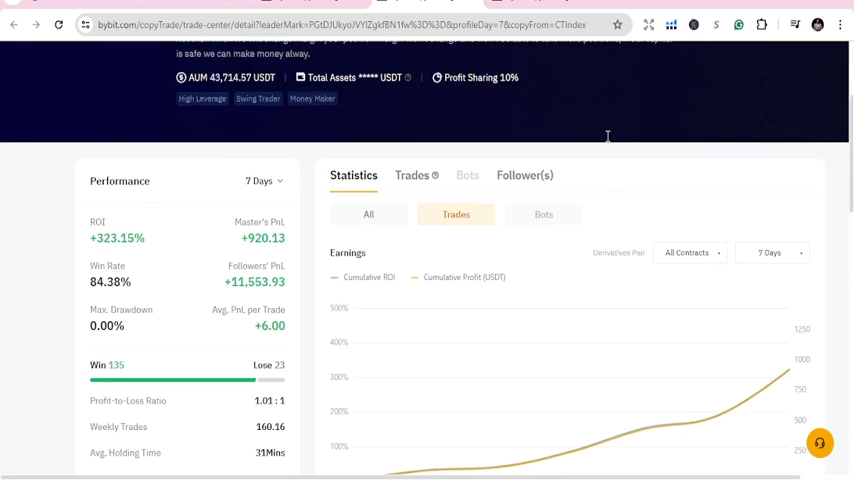 bybit.com/copyTrade/trade-center/detail?leaderMark=PGtDJUkyoJVYlZgkfBN1fw%3D%3D&profileDay=7&copyFrom=CTIndex
is safe we can make money alway.
AUM 43,714.57 USDT
Total Assets ***** USDT
Profit Sharing 10%
High Leverage
Swing Trader
Money Maker
Performance
7 Days
ROI
Master's PnL
+323.15%
+920.13
Win Rate
Followers' PnL
84.38%
+11,553.93
Max. Drawdown
Avg. PnL per Trade
0.00%
+6.00
Win 135
Lose 23
Profit-to-Loss Ratio
1.01 : 1
Weekly Trades
160.16
Avg. Holding Time
31Mins
Statistics
Trades
Bots
Follower(s)
All
Trades
Bots
Earnings
Derivatives Pair
All Contracts
7 Days
Cumulative ROI
Cumulative Profit (USDT)
500%
400%
300%
200%
100%
1250
1000
750
500
250